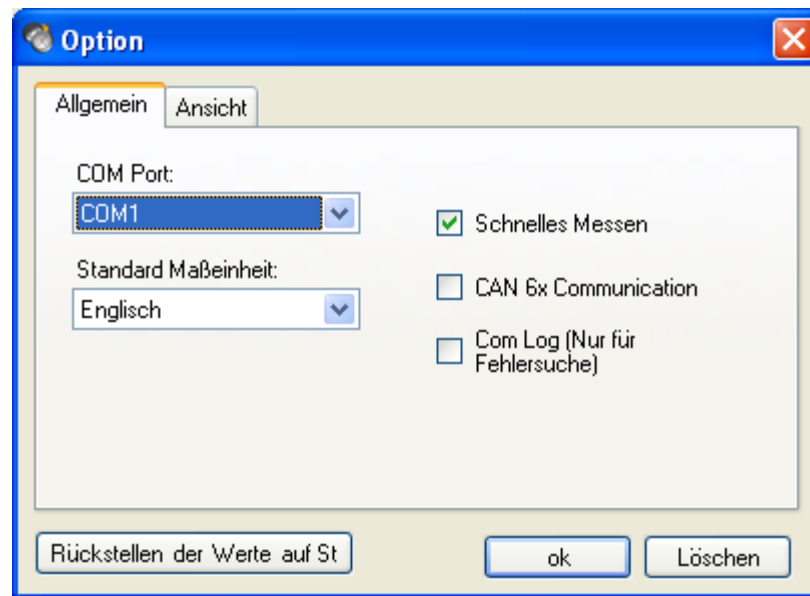 Option
Allgemein
Ansicht
COM Port:
COM1
Standard Maßeinheit:
Englisch
Schnelles Messen
CAN 6x Communication
Com Log (Nur für
Fehlersuche)
Rückstellen der Werte auf St
ok
Löschen